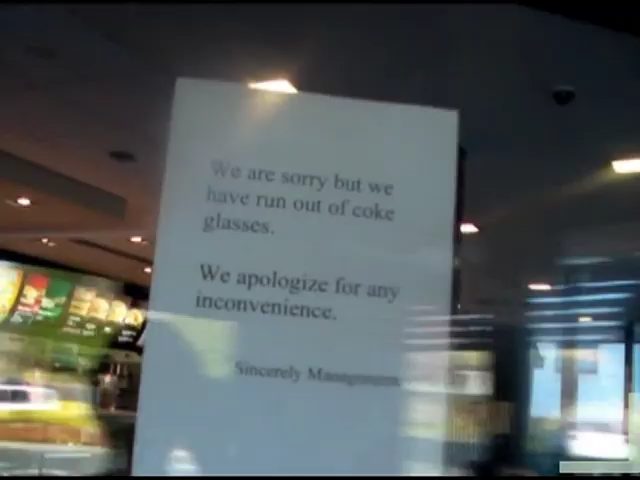 We are sorry but we
have run out of coke
glasses.
We apologize for any
inconvenience.
Sincerely Management